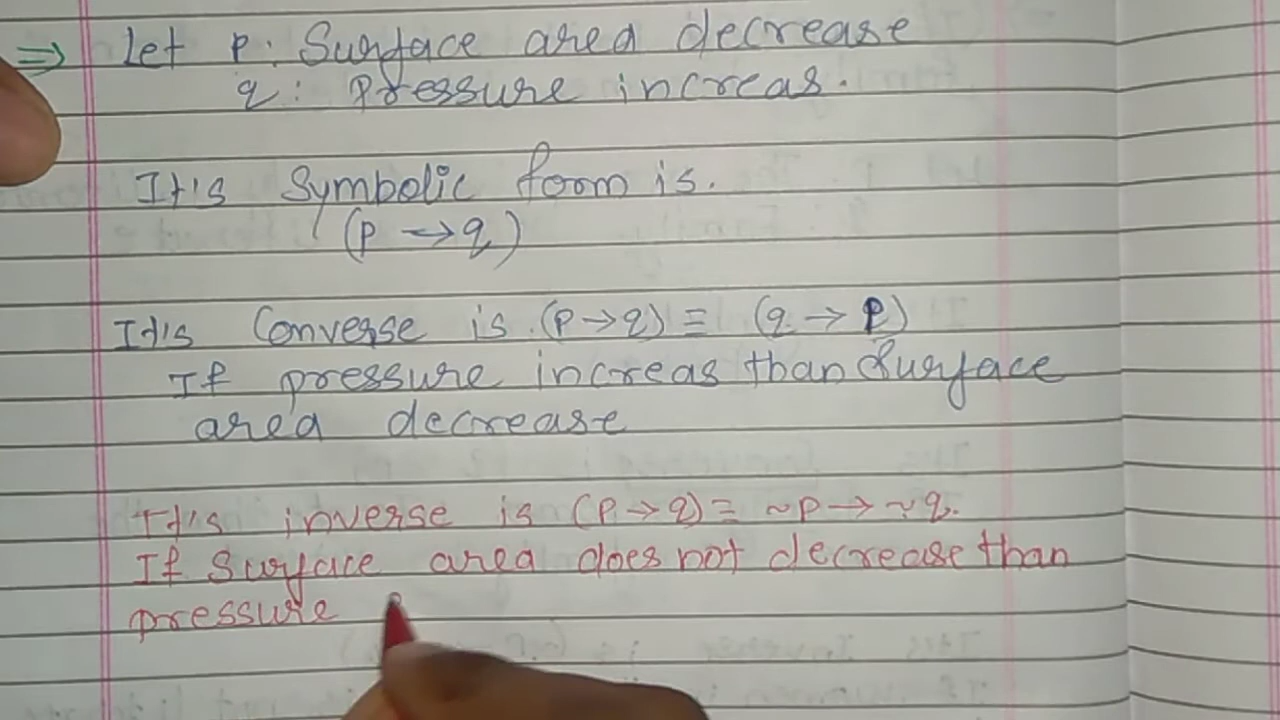 ⇒ Let p: Surface area decrease
q: Pressure increas.
It's Symbolic form is.
(p → q)
It's Converse is (p → q) ≡ (q → p)
If pressure increas than Surface
area decrease
It's inverse is (p → q) = ~p → ~q.
If Surface area does not decrease than
pressure